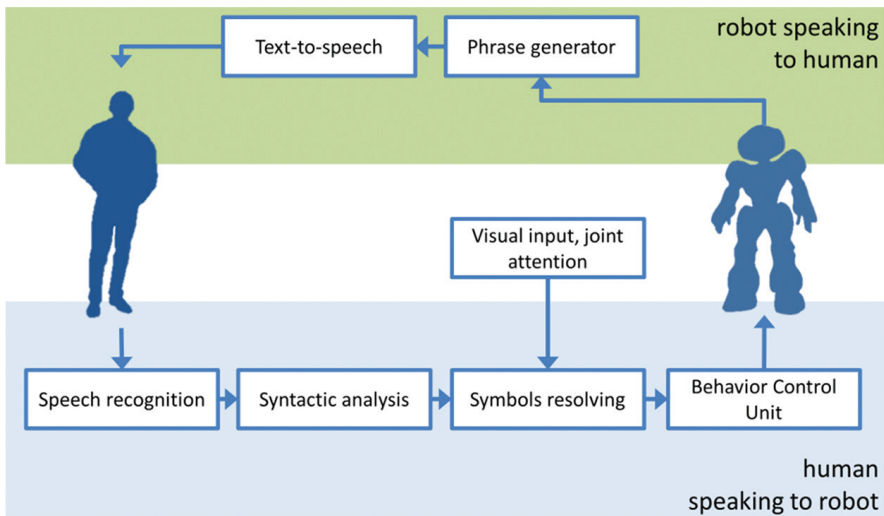 Text-to-speech
Phrase generator
robot speaking
to human
Visual input, joint
attention
Speech recognition
Syntactic analysis
Symbols resolving
Behavior Control
Unit
human
speaking to robot